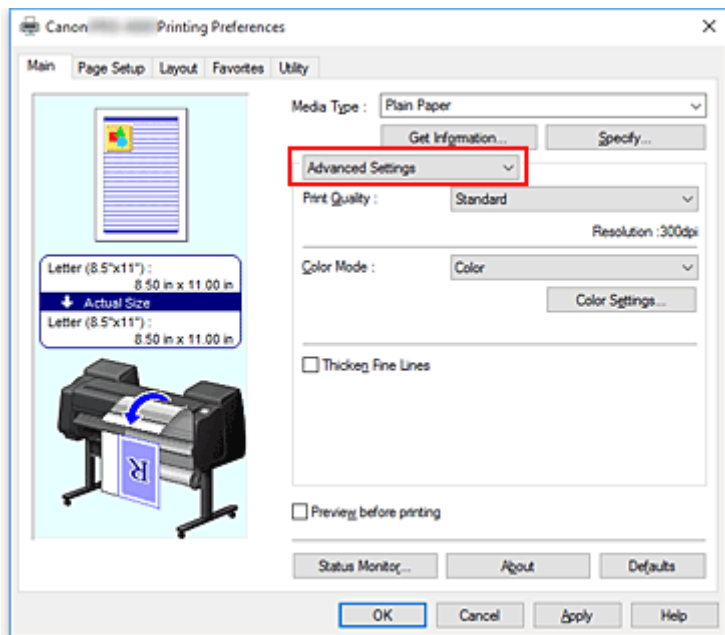 Canon Printing Preferences
Main Page Setup Layout Favorites Utility
Media Type : Plain Paper
Get Information... Specify...
Advanced Settings
Print Quality : Standard
Resolution :300dpi
Color Mode : Color
Color Settings...
Thicken Fine Lines
Letter (8.5"x11") :
8.50 in x 11.00 in
Actual Size
Letter (8.5"x11") :
8.50 in x 11.00 in
R
Preview before printing
Status Monitor... About Defaults
OK Cancel Apply Help